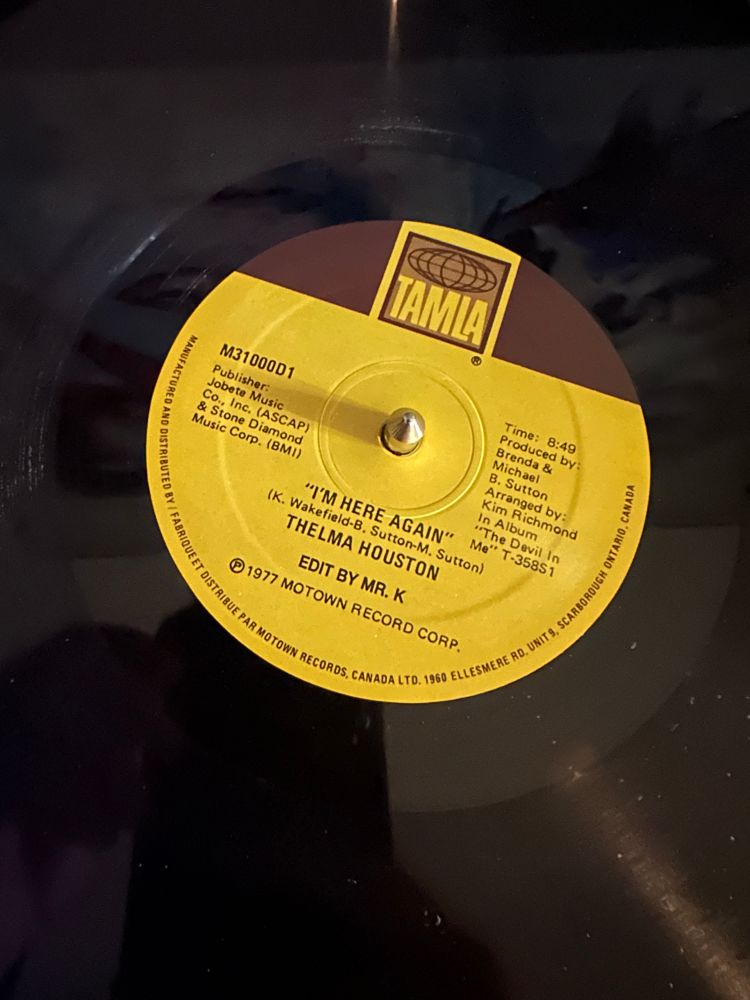 TAMLA
®
M31000D1
Publisher:
Jobete Music
Co., Inc. (ASCAP)
& Stone Diamond
Music Corp. (BMI)
Time: 8:49
Produced by:
Brenda &
Michael
B. Sutton
Arranged by:
Kim Richmond
In Album
"The Devil In
Me" T-358S1
"I'M HERE AGAIN"
(K. Wakefield-B. Sutton-M. Sutton)
THELMA HOUSTON
EDIT BY MR. K
℗ 1977 MOTOWN RECORD CORP.
MANUFACTURED AND DISTRIBUTED BY / FABRIQUE ET DISTRIBUE PAR MOTOWN RECORDS, CANADA LTD. 1960 ELLESMERE RD. UNIT 9, SCARBOROUGH ONTARIO, CANADA